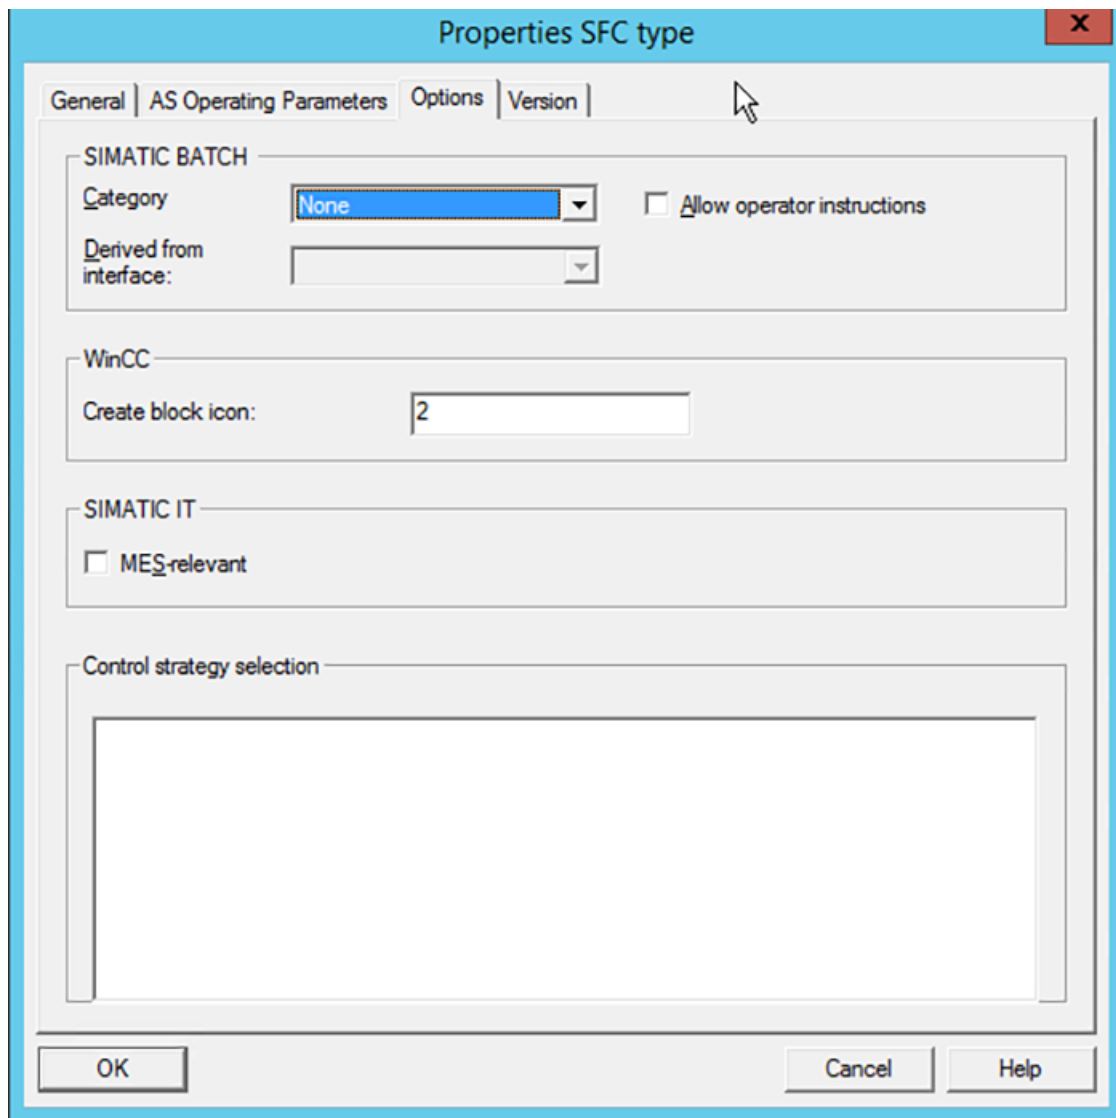 Properties SFC type
x
General AS Operating Parameters Options Version
SIMATIC BATCH
Category
None
Allow operator instructions
Derived from
interface:
WinCC
Create block icon:
2
SIMATIC IT
MES-relevant
Control strategy selection
OK
Cancel
Help